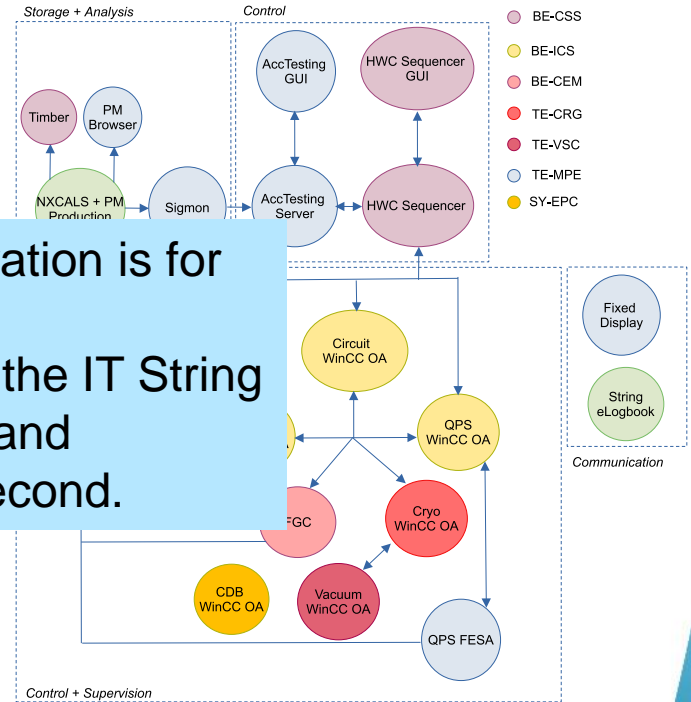 Storage + Analysis
Control
BE-CSS
BE-ICS
BE-CEM
TE-CRG
TE-VSC
TE-MPE
SY-EPC
AccTesting
GUI
HWC Sequencer
GUI
Timber
PM
Browser
NXCALS + PM
Production
Sigmon
AccTesting
Server
HWC Sequencer
ation is for
the IT String
and
econd.
Circuit
WinCC OA
QPS
WinCC OA
Fixed
Display
String
eLogbook
Communication
FGC
Cryo
WinCC OA
CDB
WinCC OA
Vacuum
WinCC OA
QPS FESA
Control + Supervision